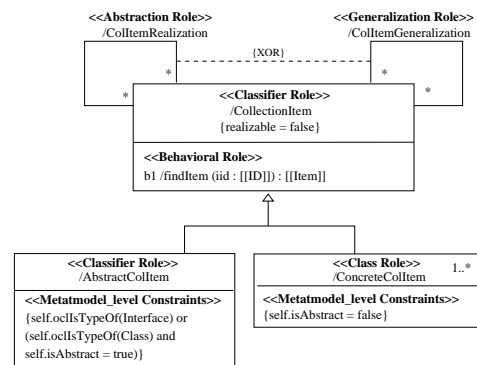 <<Abstraction Role>>
/ColItemRealization
<<Generalization Role>>
/ColItemGeneralization
{XOR}
*
*
*
*
<<Classifier Role>>
/CollectionItem
{realizable = false}
<<Behavioral Role>>
b1 /findItem (iid : [[ID]]) : [[Item]]
<<Classifier Role>>
/AbstractColItem
<<Metatmodel_level Constraints>>
{self.oclIsTypeOf(Interface) or
(self.oclIsTypeOf(Class) and
self.isAbstract = true)}
<<Class Role>>
1..*
/ConcreteColItem
<<Metatmodel_level Constraints>>
{self.isAbstract = false}